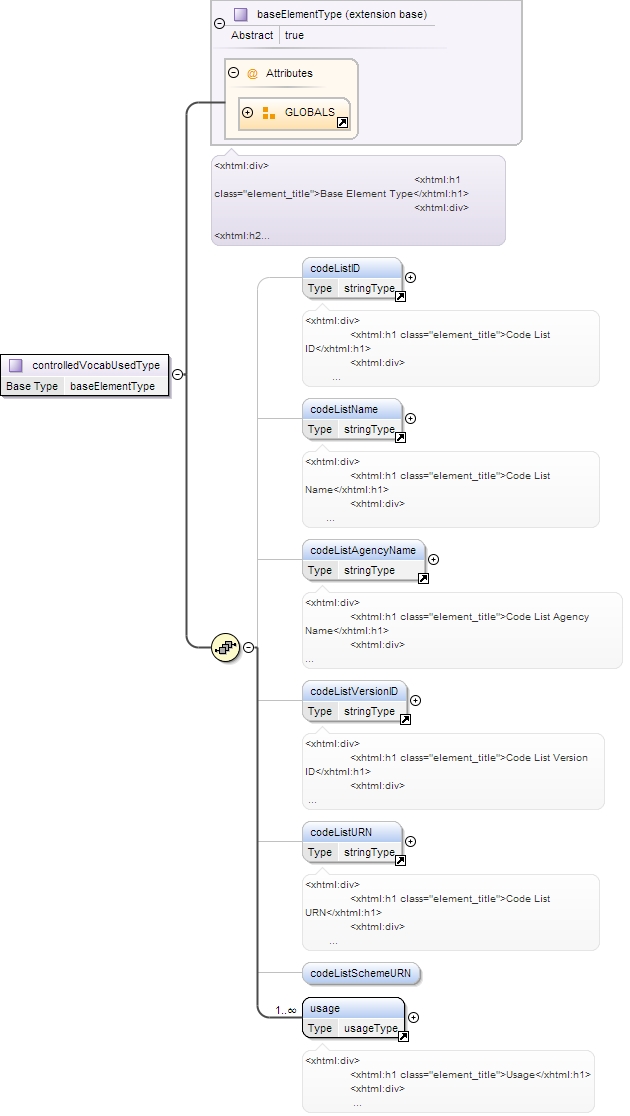 baseElementType (extension base)
Abstract true
@ Attributes
GLOBALS
<xhtml:div>
<xhtml:h1
class="element_title">Base Element Type</xhtml:h1>
<xhtml:div>
<xhtml:h2...
codeListID
Type stringType
<xhtml:div>
<xhtml:h1 class="element_title">Code List
ID</xhtml:h1>
<xhtml:div>
...
controlledVocabUsedType
Base Type baseElementType
codeListName
Type stringType
<xhtml:div>
<xhtml:h1 class="element_title">Code List
Name</xhtml:h1>
<xhtml:div>
...
codeListAgencyName
Type stringType
<xhtml:div>
<xhtml:h1 class="element_title">Code List Agency
Name</xhtml:h1>
<xhtml:div>
...
codeListVersionID
Type stringType
<xhtml:div>
<xhtml:h1 class="element_title">Code List Version
ID</xhtml:h1>
<xhtml:div>
...
codeListURN
Type stringType
<xhtml:div>
<xhtml:h1 class="element_title">Code List
URN</xhtml:h1>
<xhtml:div>
...
codeListSchemeURN
1..∞ usage
Type usageType
<xhtml:div>
<xhtml:h1 class="element_title">Usage</xhtml:h1>
<xhtml:div>
...